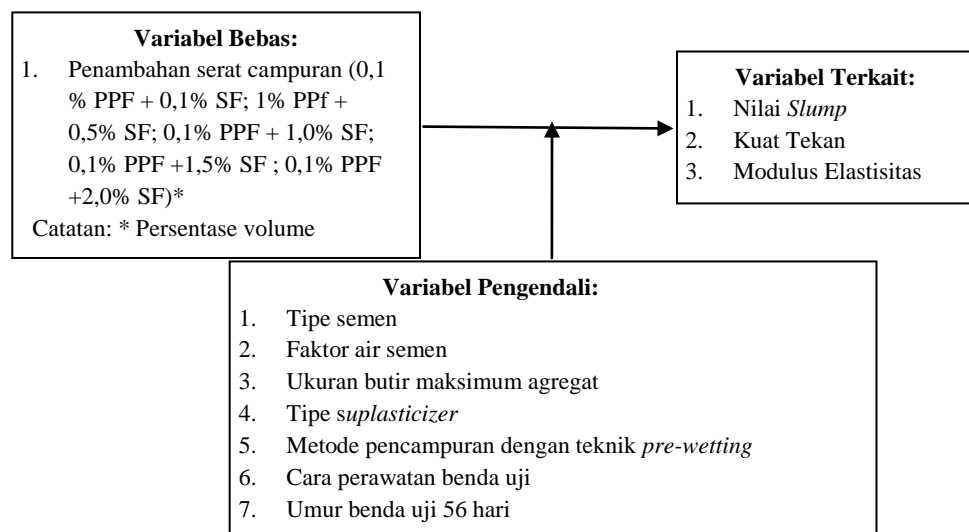 Variabel Bebas:
1. Penambahan serat campuran (0,1
% PPF + 0,1% SF; 1% PPf +
0,5% SF; 0,1% PPF + 1,0% SF;
0,1% PPF +1,5% SF ; 0,1% PPF
+2,0% SF)*
Catatan: * Persentase volume
Variabel Terkait:
1. Nilai Slump
2. Kuat Tekan
3. Modulus Elastisitas
Variabel Pengendali:
1. Tipe semen
2. Faktor air semen
3. Ukuran butir maksimum agregat
4. Tipe suplasticizer
5. Metode pencampuran dengan teknik pre-wetting
6. Cara perawatan benda uji
7. Umur benda uji 56 hari